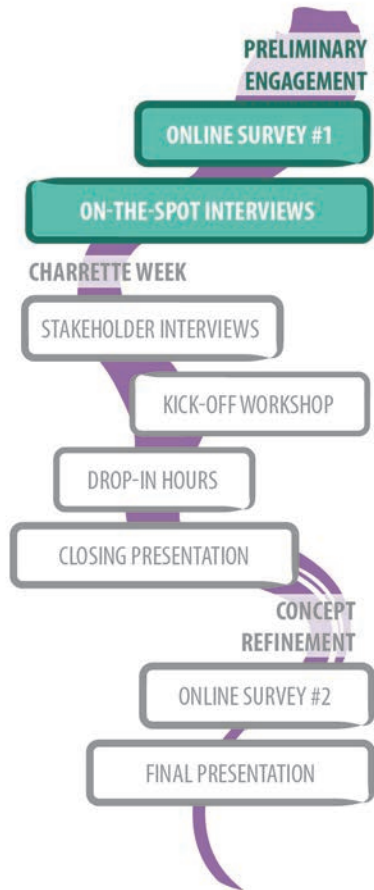 PRELIMINARY
ENGAGEMENT
ONLINE SURVEY #1
ON-THE-SPOT INTERVIEWS
CHARRETTE WEEK
STAKEHOLDER INTERVIEWS
KICK-OFF WORKSHOP
DROP-IN HOURS
CLOSING PRESENTATION
CONCEPT
REFINEMENT
ONLINE SURVEY #2
FINAL PRESENTATION